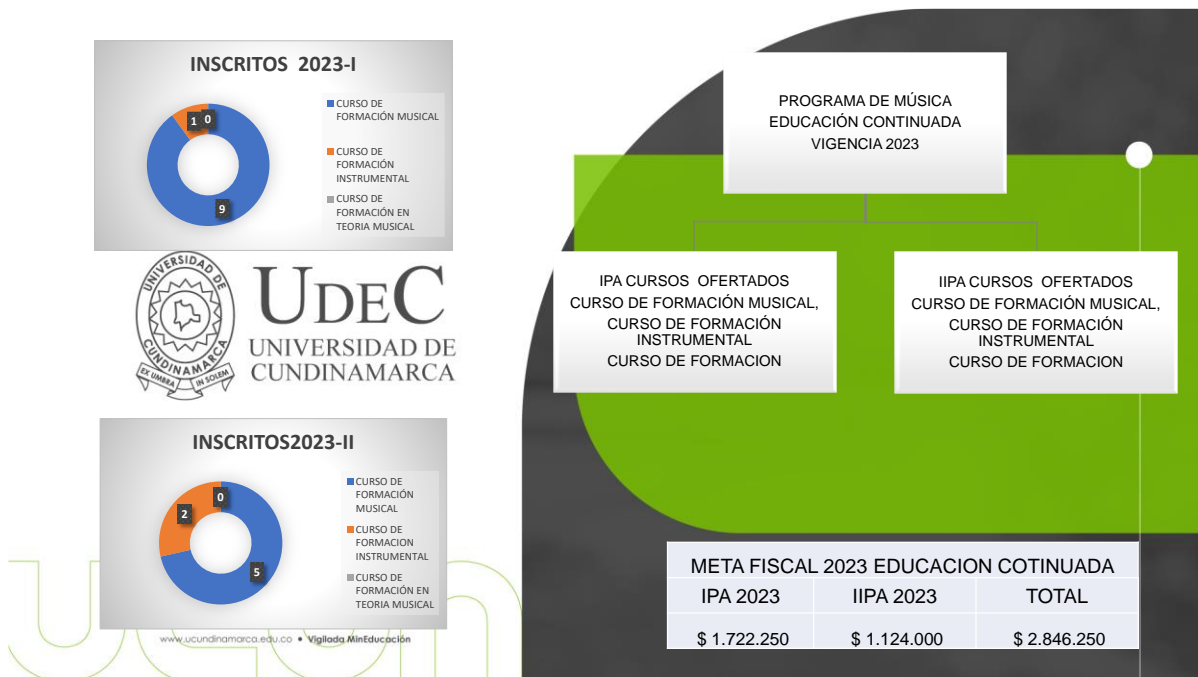 INSCRITOS 2023-I
1
0
9
CURSO DE
FORMACIÓN MUSICAL
CURSO DE
FORMACIÓN
INSTRUMENTAL
CURSO DE
FORMACIÓN EN
TEORIA MUSICAL
UNIVERSIDAD DE
CUNDINAMARCA
EX UMBRA IN SOLEM
UDEC
UNIVERSIDAD DE
CUNDINAMARCA
INSCRITOS2023-II
0
2
5
CURSO DE
FORMACIÓN
MUSICAL
CURSO DE
FORMACION
INSTRUMENTAL
CURSO DE
FORMACIÓN EN
TEORIA MUSICAL
www.ucundinamarca.edu.co • Vigilada MinEducación
PROGRAMA DE MÚSICA
EDUCACIÓN CONTINUADA
VIGENCIA 2023
IPA CURSOS OFERTADOS
CURSO DE FORMACIÓN MUSICAL,
CURSO DE FORMACIÓN
INSTRUMENTAL
CURSO DE FORMACION
IIPA CURSOS OFERTADOS
CURSO DE FORMACIÓN MUSICAL,
CURSO DE FORMACIÓN
INSTRUMENTAL
CURSO DE FORMACION
META FISCAL 2023 EDUCACION COTINUADA
IPA 2023 IIPA 2023 TOTAL
$ 1.722.250 $ 1.124.000 $ 2.846.250